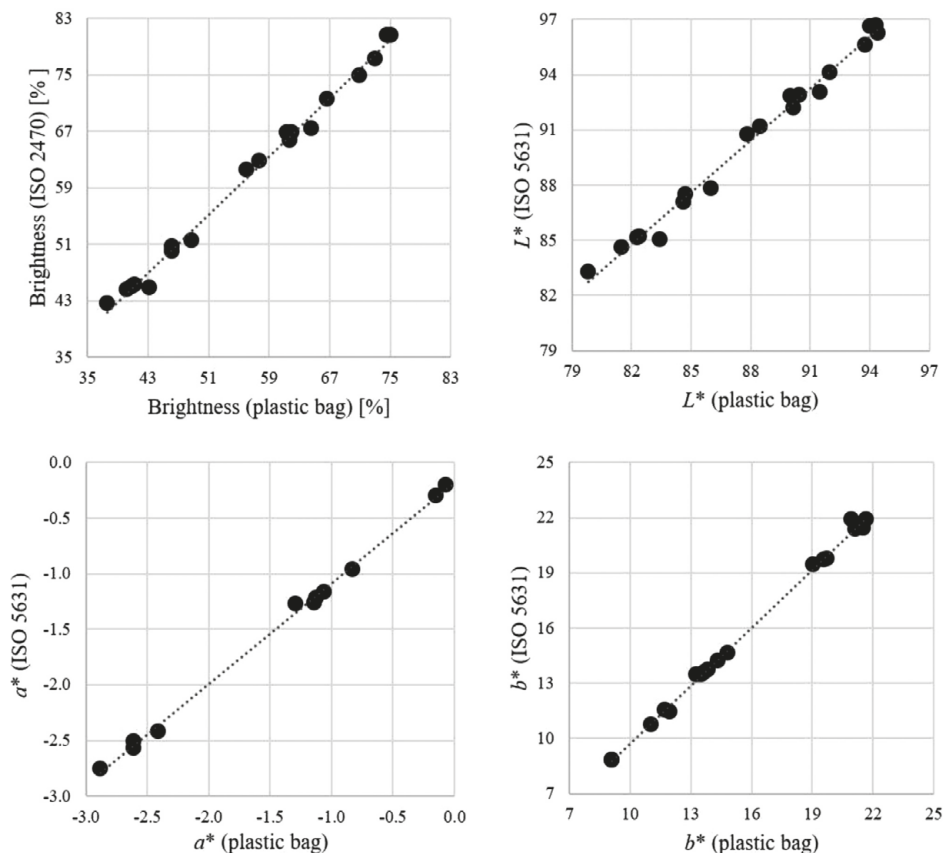 83
75
67
59
51
43
35
Brightness (ISO 2470) [% ]
35 43 51 59 67 75 83
Brightness (plastic bag) [%]
97
94
91
88
85
82
79
L* (ISO 5631)
79 82 85 88 91 94 97
L* (plastic bag)
0.0
-0.5
-1.0
-1.5
-2.0
-2.5
-3.0
a* (ISO 5631)
-3.0 -2.5 -2.0 -1.5 -1.0 -0.5 0.0
a* (plastic bag)
25
22
19
16
13
10
7
b* (ISO 5631)
7 10 13 16 19 22 25
b* (plastic bag)